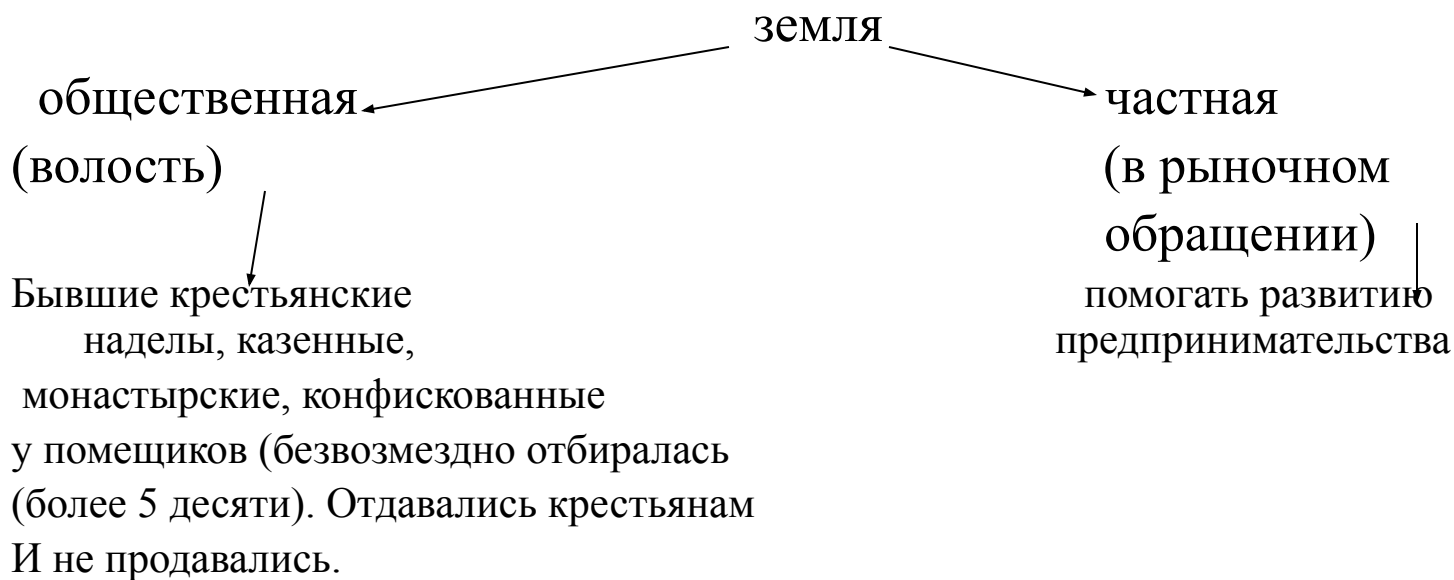 земля
общественная
(волость)
Бывшие крестьянские
наделы, казенные,
монастырские, конфискованные
у помещиков (безвозмездно отбиралась
(более 5 десяти). Отдавались крестьянам
И не продавались.
частная
(в рыночном
обращении)
помогать развитию
предпринимательства